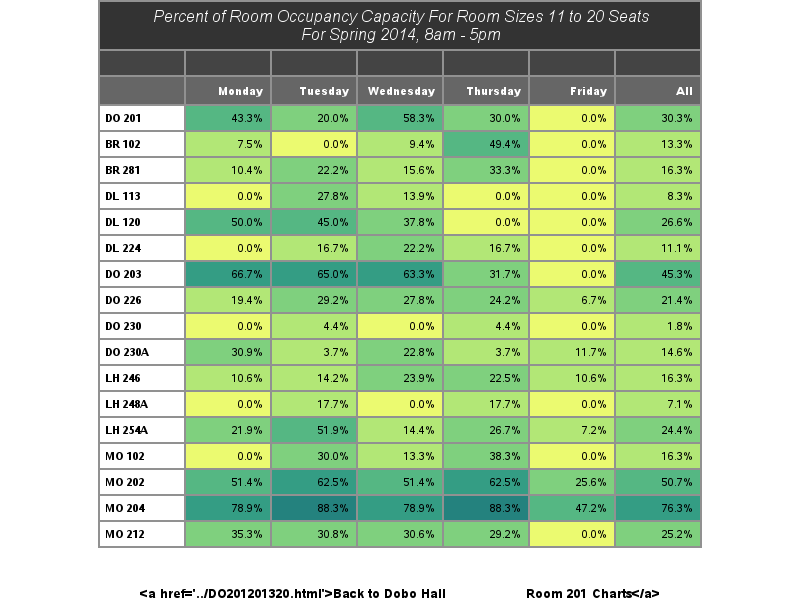 Percent of Room Occupancy Capacity For Room Sizes 11 to 20 Seats
For Spring 2014, 8am - 5pm
Monday Tuesday Wednesday Thursday Friday All
DO 201 43.3% 20.0% 58.3% 30.0% 0.0% 30.3%
BR 102 7.5% 0.0% 9.4% 49.4% 0.0% 13.3%
BR 281 10.4% 22.2% 15.6% 33.3% 0.0% 16.3%
DL 113 0.0% 27.8% 13.9% 0.0% 0.0% 8.3%
DL 120 50.0% 45.0% 37.8% 0.0% 0.0% 26.6%
DL 224 0.0% 16.7% 22.2% 16.7% 0.0% 11.1%
DO 203 66.7% 65.0% 63.3% 31.7% 0.0% 45.3%
DO 226 19.4% 29.2% 27.8% 24.2% 6.7% 21.4%
DO 230 0.0% 4.4% 0.0% 4.4% 0.0% 1.8%
DO 230A 30.9% 3.7% 22.8% 3.7% 11.7% 14.6%
LH 246 10.6% 14.2% 23.9% 22.5% 10.6% 16.3%
LH 248A 0.0% 17.7% 0.0% 17.7% 0.0% 7.1%
LH 254A 21.9% 51.9% 14.4% 26.7% 7.2% 24.4%
MO 102 0.0% 30.0% 13.3% 38.3% 0.0% 16.3%
MO 202 51.4% 62.5% 51.4% 62.5% 25.6% 50.7%
MO 204 78.9% 88.3% 78.9% 88.3% 47.2% 76.3%
MO 212 35.3% 30.8% 30.6% 29.2% 0.0% 25.2%
<a href='../DO201201320.html'>Back to Dobo Hall Room 201 Charts</a>